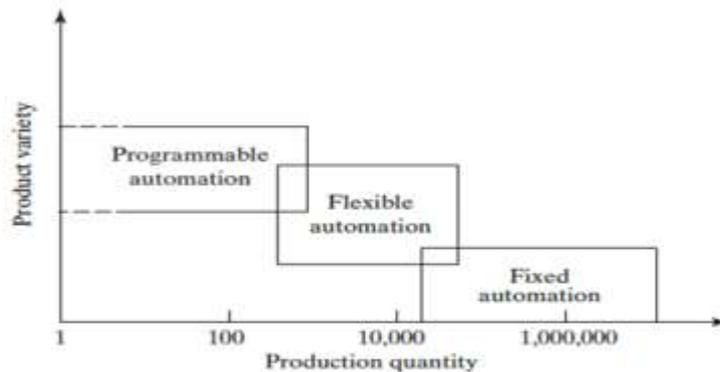 Product variety
Programmable
automation
Flexible
automation
Fixed
automation
1
100
10,000
1,000,000
Production quantity